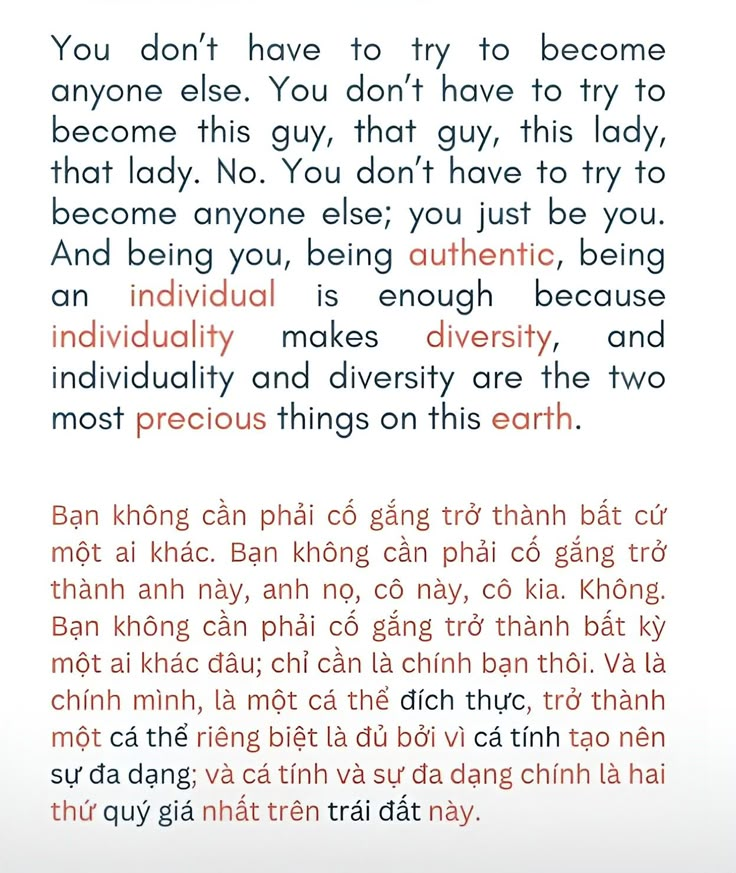 You don't have to try to become
anyone else. You don't have to try to
become this guy, that guy, this lady,
that lady. No. You don't have to try to
become anyone else; you just be you.
And being you, being authentic, being
an individual is enough because
individuality makes diversity, and
individuality and diversity are the two
most precious things on this earth.
Bạn không cần phải cố gắng trở thành bất cứ
một ai khác. Bạn không cần phải cố gắng trở
thành anh này, anh nọ, cô này, cô kia. Không.
Bạn không cần phải cố gắng trở thành bất kỳ
một ai khác đâu; chỉ cần là chính bạn thôi. Và là
chính mình, là một cá thể đích thực, trở thành
một cá thể riêng biệt là đủ bởi vì cá tính tạo nên
sự đa dạng; và cá tính và sự đa dạng chính là hai
thứ quý giá nhất trên trái đất này.